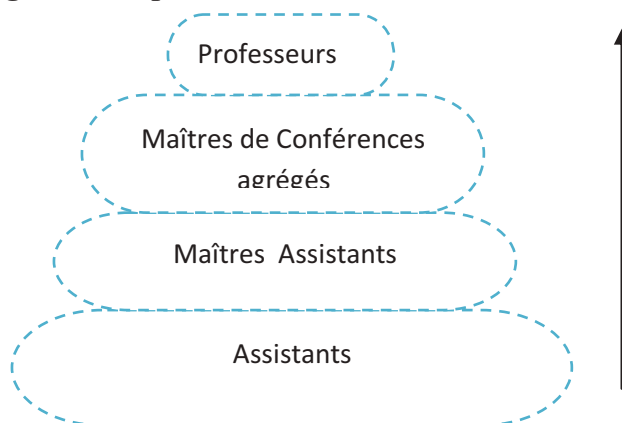 Professeurs
Maîtres de Conférences
agrégés
Maîtres Assistants
Assistants